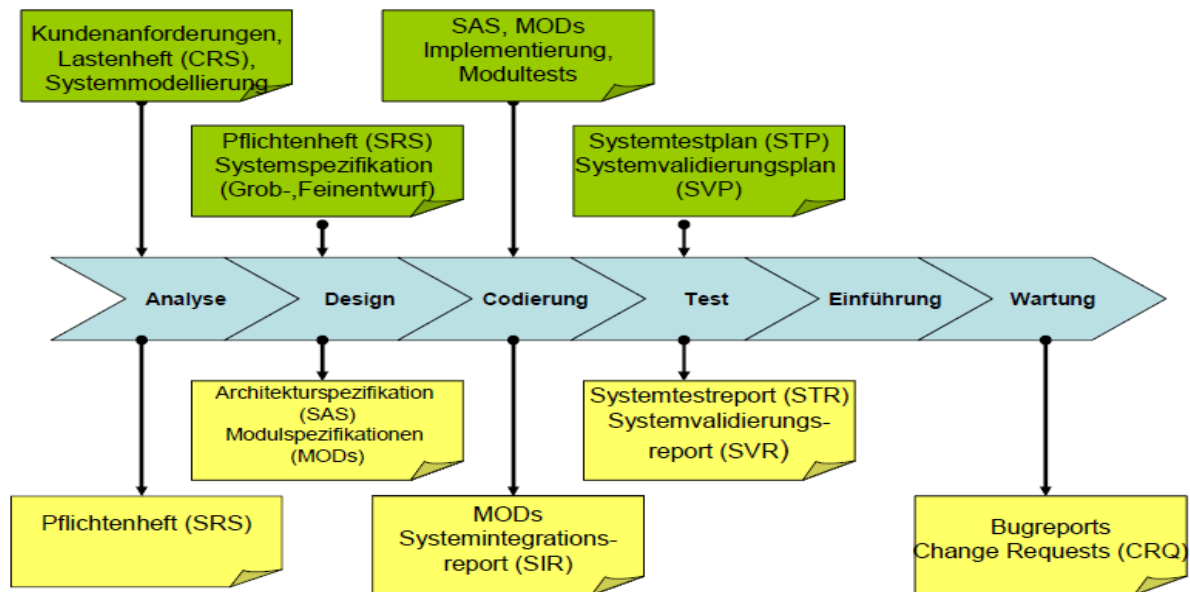 Kundenanforderungen,
Lastenheft (CRS),
Systemmodellierung
SAS, MODs
Implementierung,
Modultests
Pflichtenheft (SRS)
Systemspezifikation
(Grob-,Feinentwurf)
Systemtestplan (STP)
Systemvalidierungsplan
(SVP)
Analyse
Design
Codierung
Test
Einführung
Wartung
Architekturspezifikation
(SAS)
Modulspezifikationen
(MODs)
Systemtestreport (STR)
Systemvalidierungs-
report (SVR)
Pflichtenheft (SRS)
MODs
Systemintegrations-
report (SIR)
Bugreports
Change Requests (CRQ)